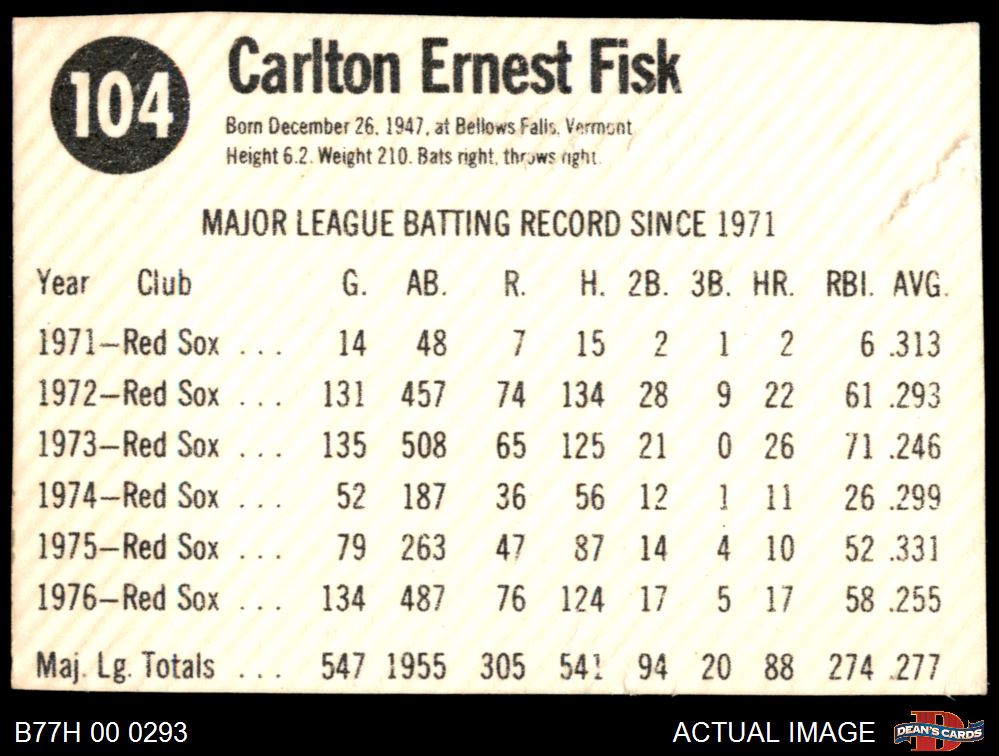 104
Carlton Ernest Fisk
Born December 26, 1947, at Bellows Falls, Vermont
Height 6.2. Weight 210. Bats right, throws right.
MAJOR LEAGUE BATTING RECORD SINCE 1971
Year Club G. AB. R. H. 2B. 3B. HR. RBI. AVG.
1971—Red Sox ... 14 48 7 15 2 1 2 6 .313
1972—Red Sox ... 131 457 74 134 28 9 22 61 .293
1973—Red Sox ... 135 508 65 125 21 0 26 71 .246
1974—Red Sox ... 52 187 36 56 12 1 11 26 .299
1975—Red Sox ... 79 263 47 87 14 4 10 52 .331
1976—Red Sox ... 134 487 76 124 17 5 17 58 .255
Maj. Lg. Totals ... 547 1955 305 541 94 20 88 274 .277
B77H 00 0293 ACTUAL IMAGE DEAN'S CARDS